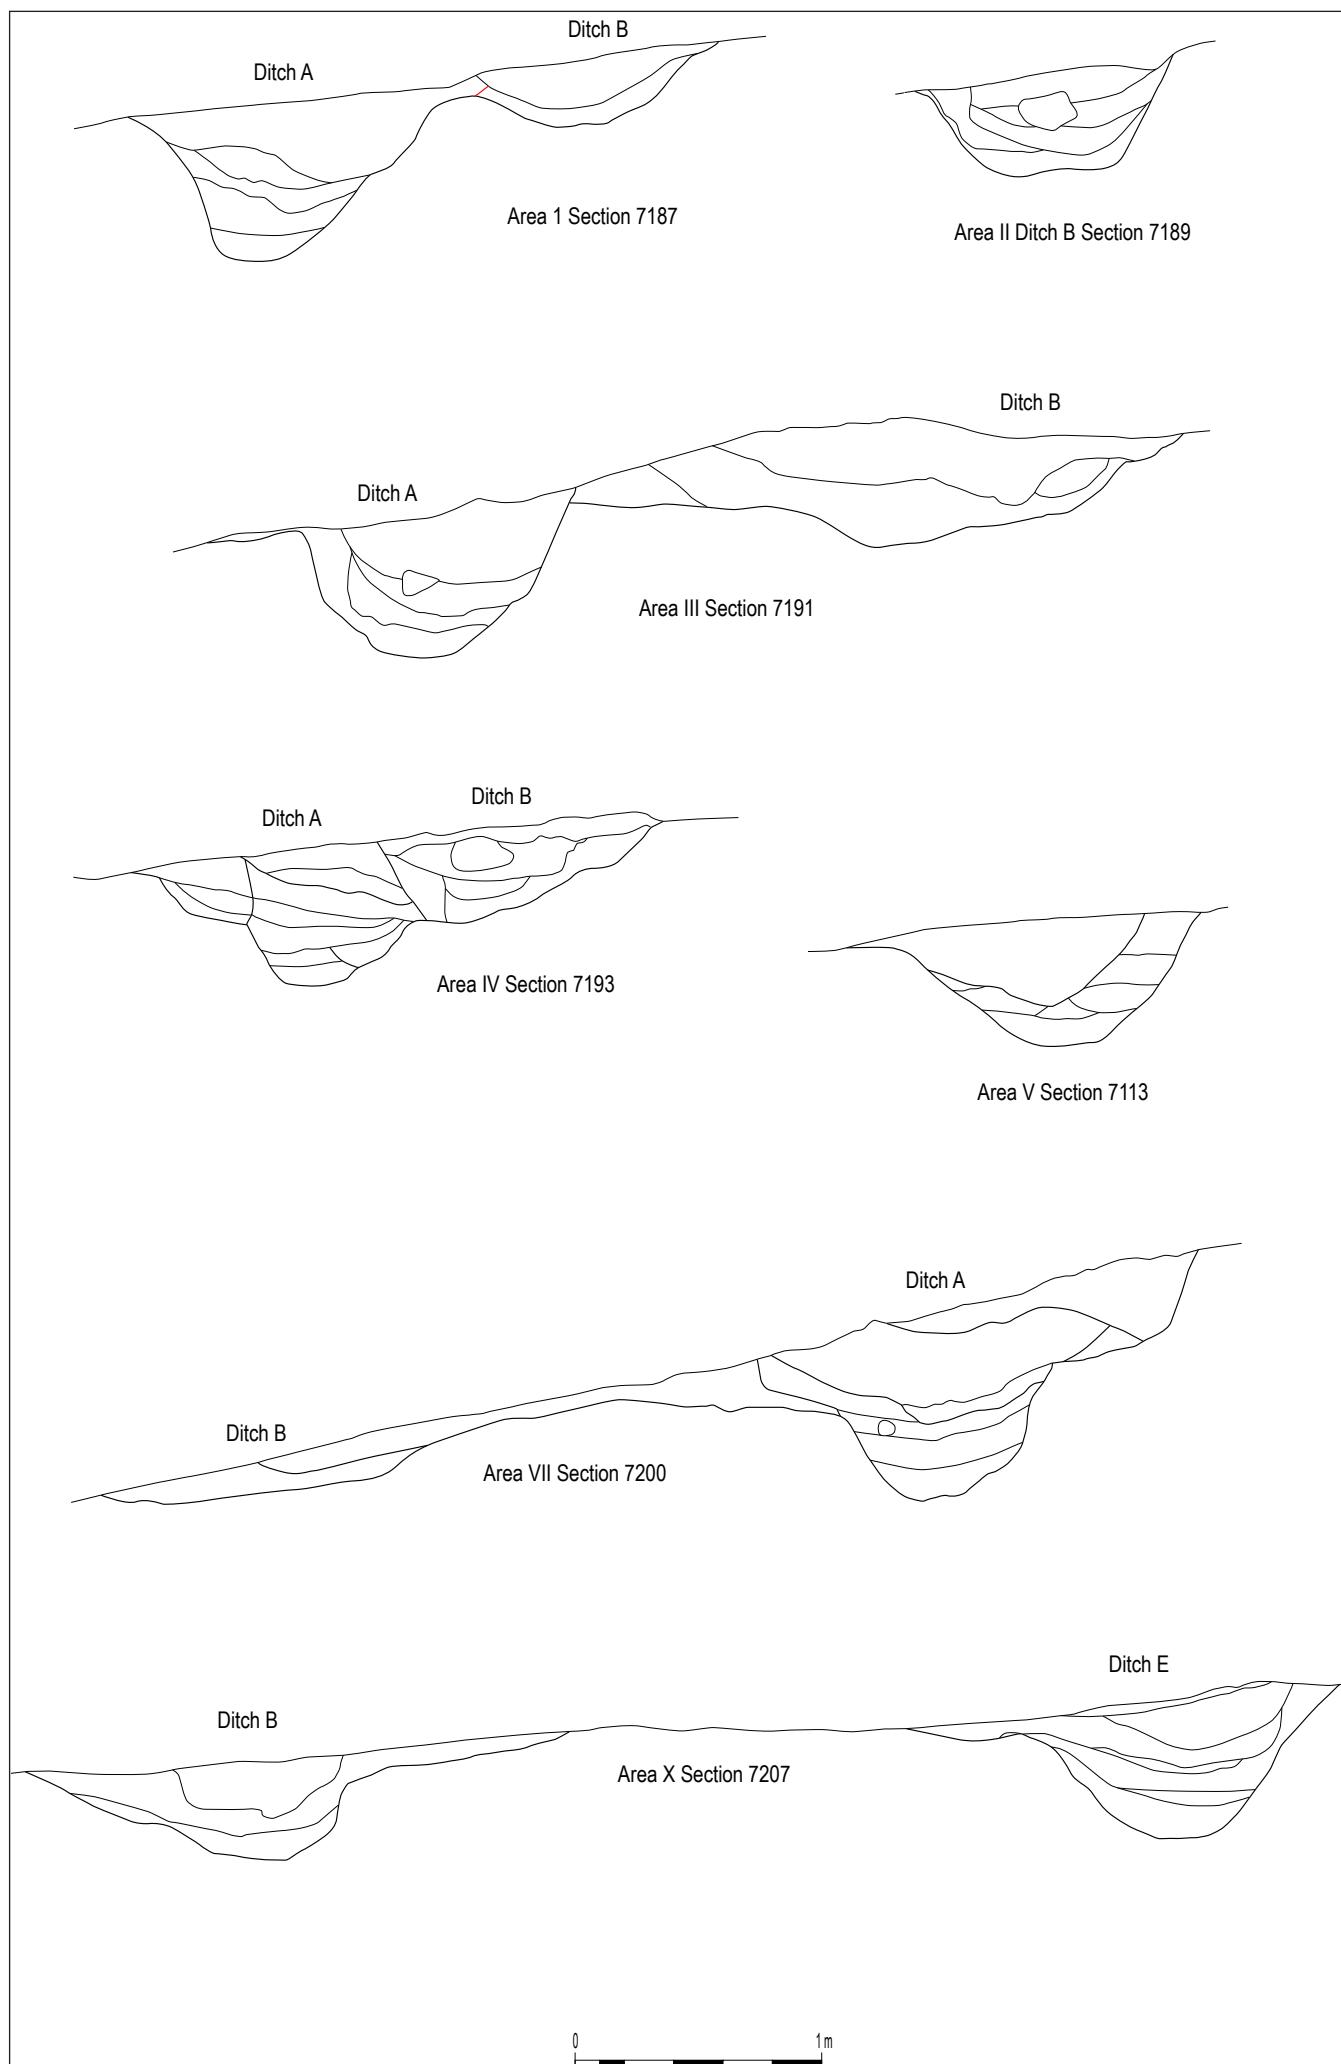 Ditch B
Ditch A
Area 1 Section 7187
Area II Ditch B Section 7189
Ditch B
Ditch A
Area III Section 7191
Ditch B
Ditch A
Area IV Section 7193
Area V Section 7113
Ditch A
Ditch B
Area VII Section 7200
Ditch E
Ditch B
Area X Section 7207
0 1 m